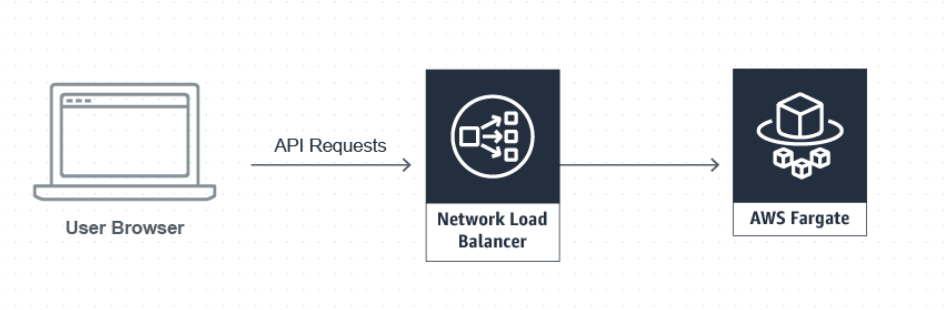 API Requests
User Browser
Network Load
Balancer
AWS Fargate